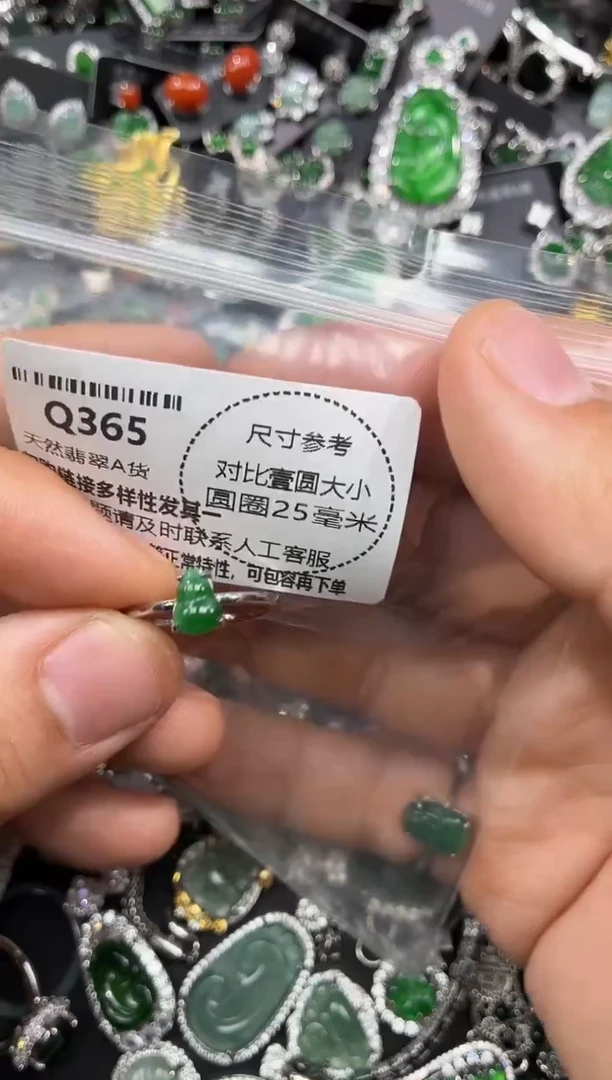 Q365
天然翡翠A货
链接多样性发其一
题请及时联系人工客服
正常特性，可包容再下单
尺寸参考
对比壹圆大小
圆圈25毫米